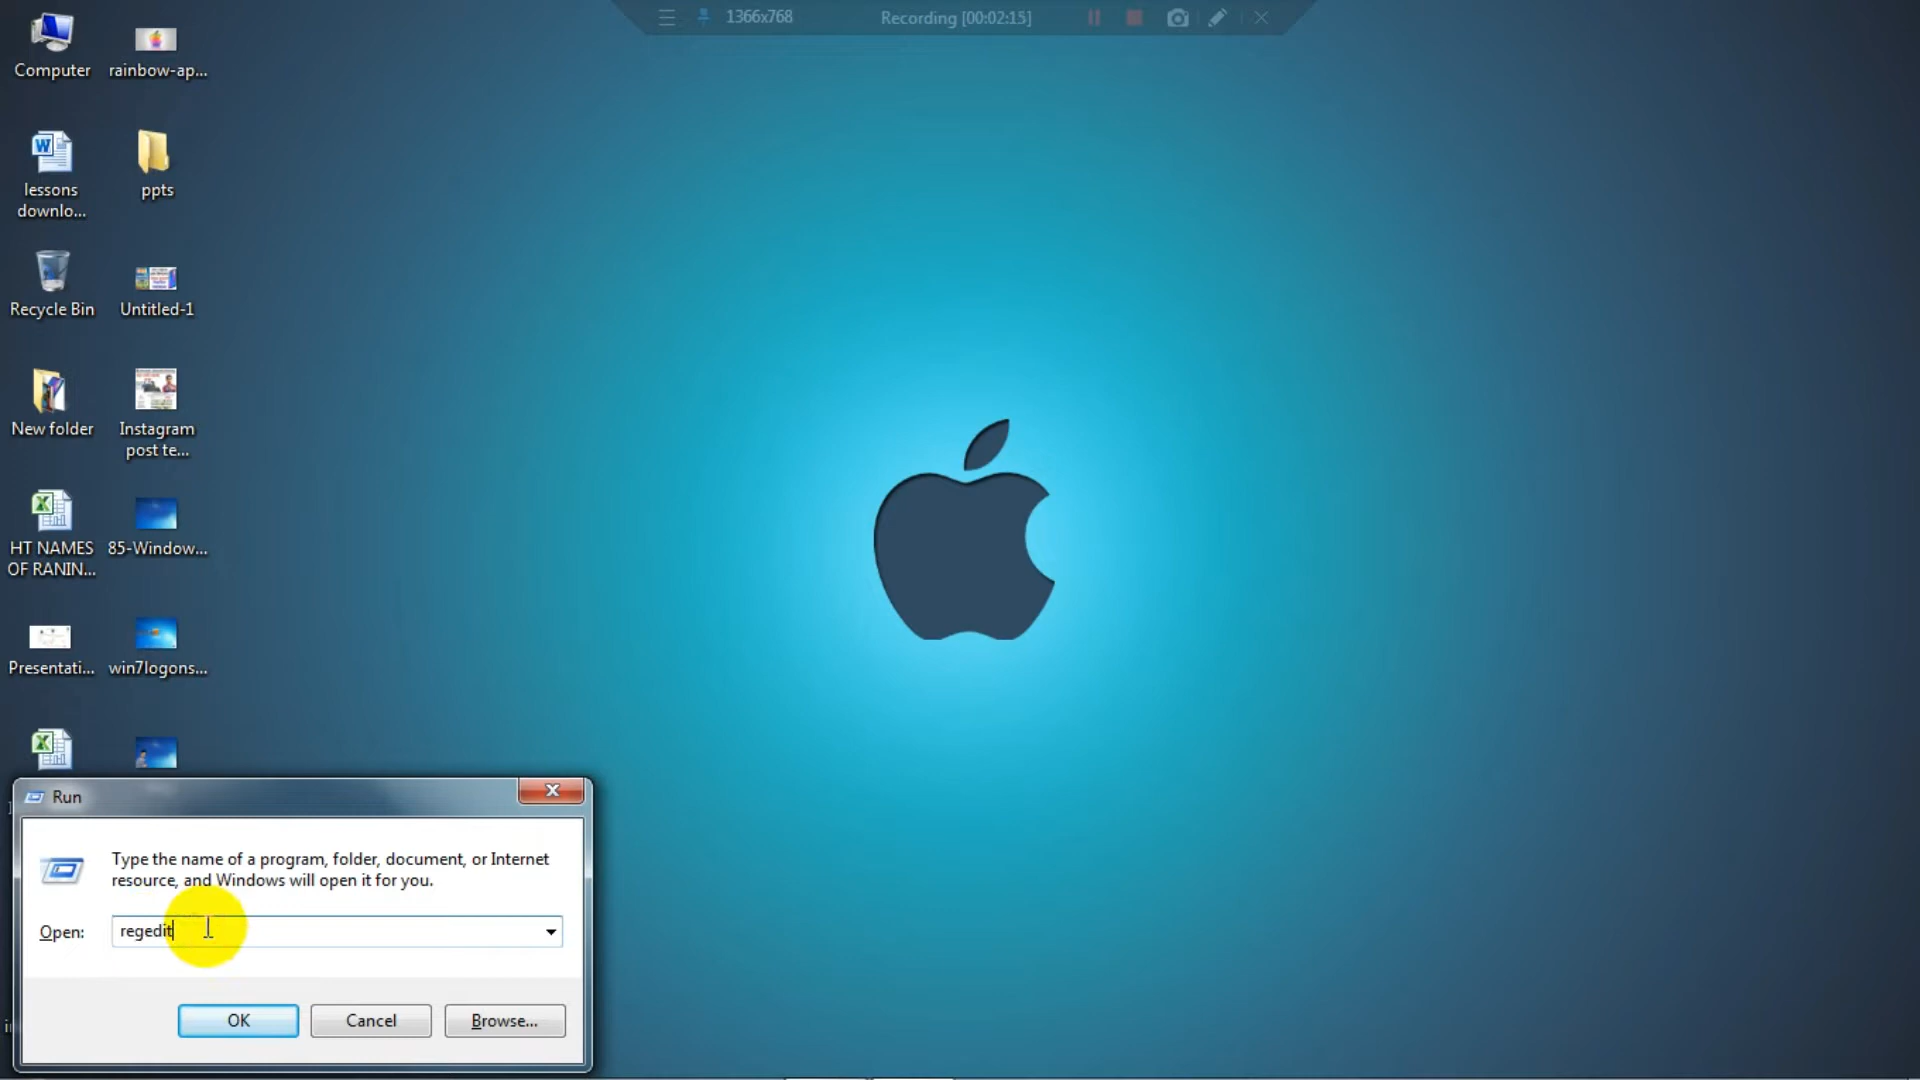 1366x768
Recording [00:02:15]
Computer
rainbow-ap...
lessons
downlo...
ppts
Recycle Bin
Untitled-1
New folder
Instagram
post te...
HT NAMES
OF RANIN...
85-Window...
Presentati...
win7logons...
Run
Type the name of a program, folder, document, or Internet
resource, and Windows will open it for you.
Open:
regedit
OK
Cancel
Browse...